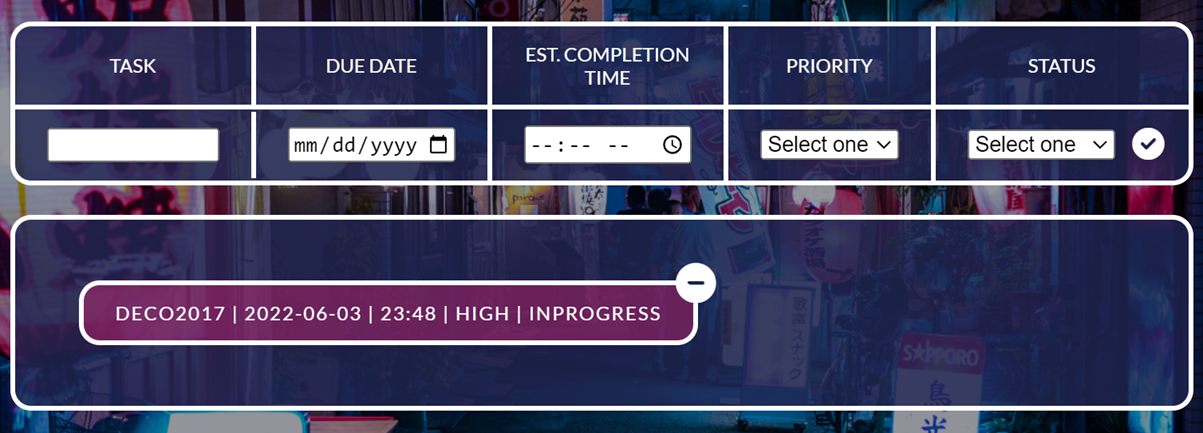 TASK
DUE DATE
EST. COMPLETION
TIME
PRIORITY
STATUS
mm/dd/yyyy
--:-- --
Select one
Select one
DECO2017 | 2022-06-03 | 23:48 | HIGH | INPROGRESS
SAPPORO